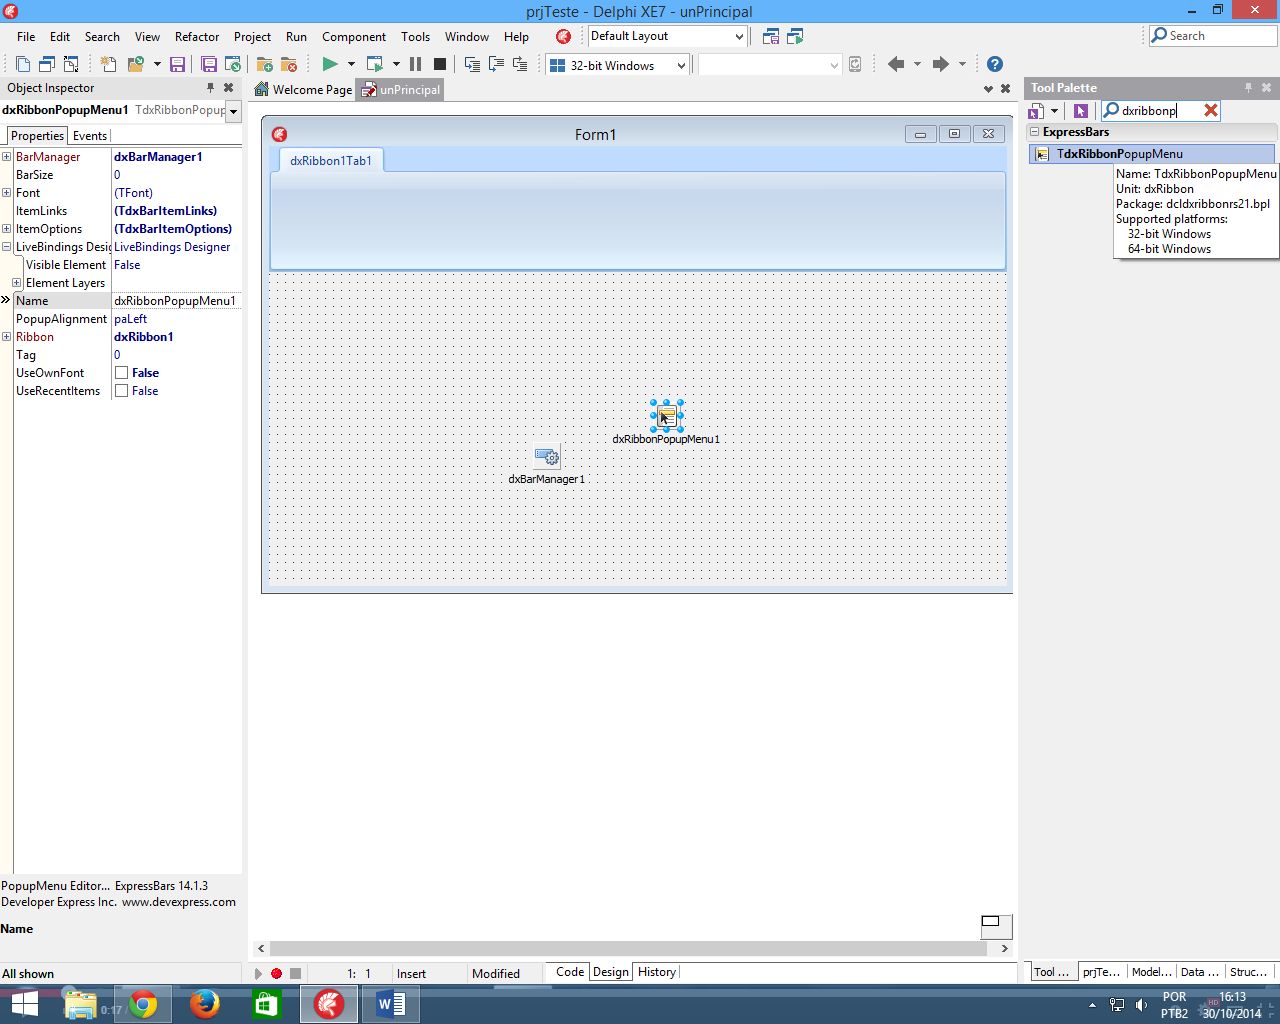 prjTeste - Delphi XE7 - unPrincipal
File Edit Search View Refactor Project Run Component Tools Window Help Default Layout Search
32-bit Windows
Object Inspector
dxRibbonPopupMenu1 TdxRibbonPopup
Properties Events
BarManager dxBarManager1
BarSize 0
Font (TFont)
ItemLinks (TdxBarItemLinks)
ItemOptions (TdxBarItemOptions)
LiveBindings Desig LiveBindings Designer
Visible Element False
Element Layers
Name dxRibbonPopupMenu1
PopupAlignment paLeft
Ribbon dxRibbon1
Tag 0
UseOwnFont False
UseRecentItems False
PopupMenu Editor... ExpressBars 14.1.3
Developer Express Inc. www.devexpress.com
Name
All shown
Welcome Page unPrincipal
Form1
dxRibbon1Tab1
dxRibbonPopupMenu1
dxBarManager1
1: 1 Insert Modified Code Design History
Tool Palette
dxribbonp
ExpressBars
TdxRibbonPopupMenu
Name: TdxRibbonPopupMenu
Unit: dxRibbon
Package: dcldxribbonrs21.bpl
Supported platforms:
32-bit Windows
64-bit Windows
Tool ... prjTe... Model... Data ... Struc...
0:17 /
POR
PTB2
HD
16:13
30/10/2014